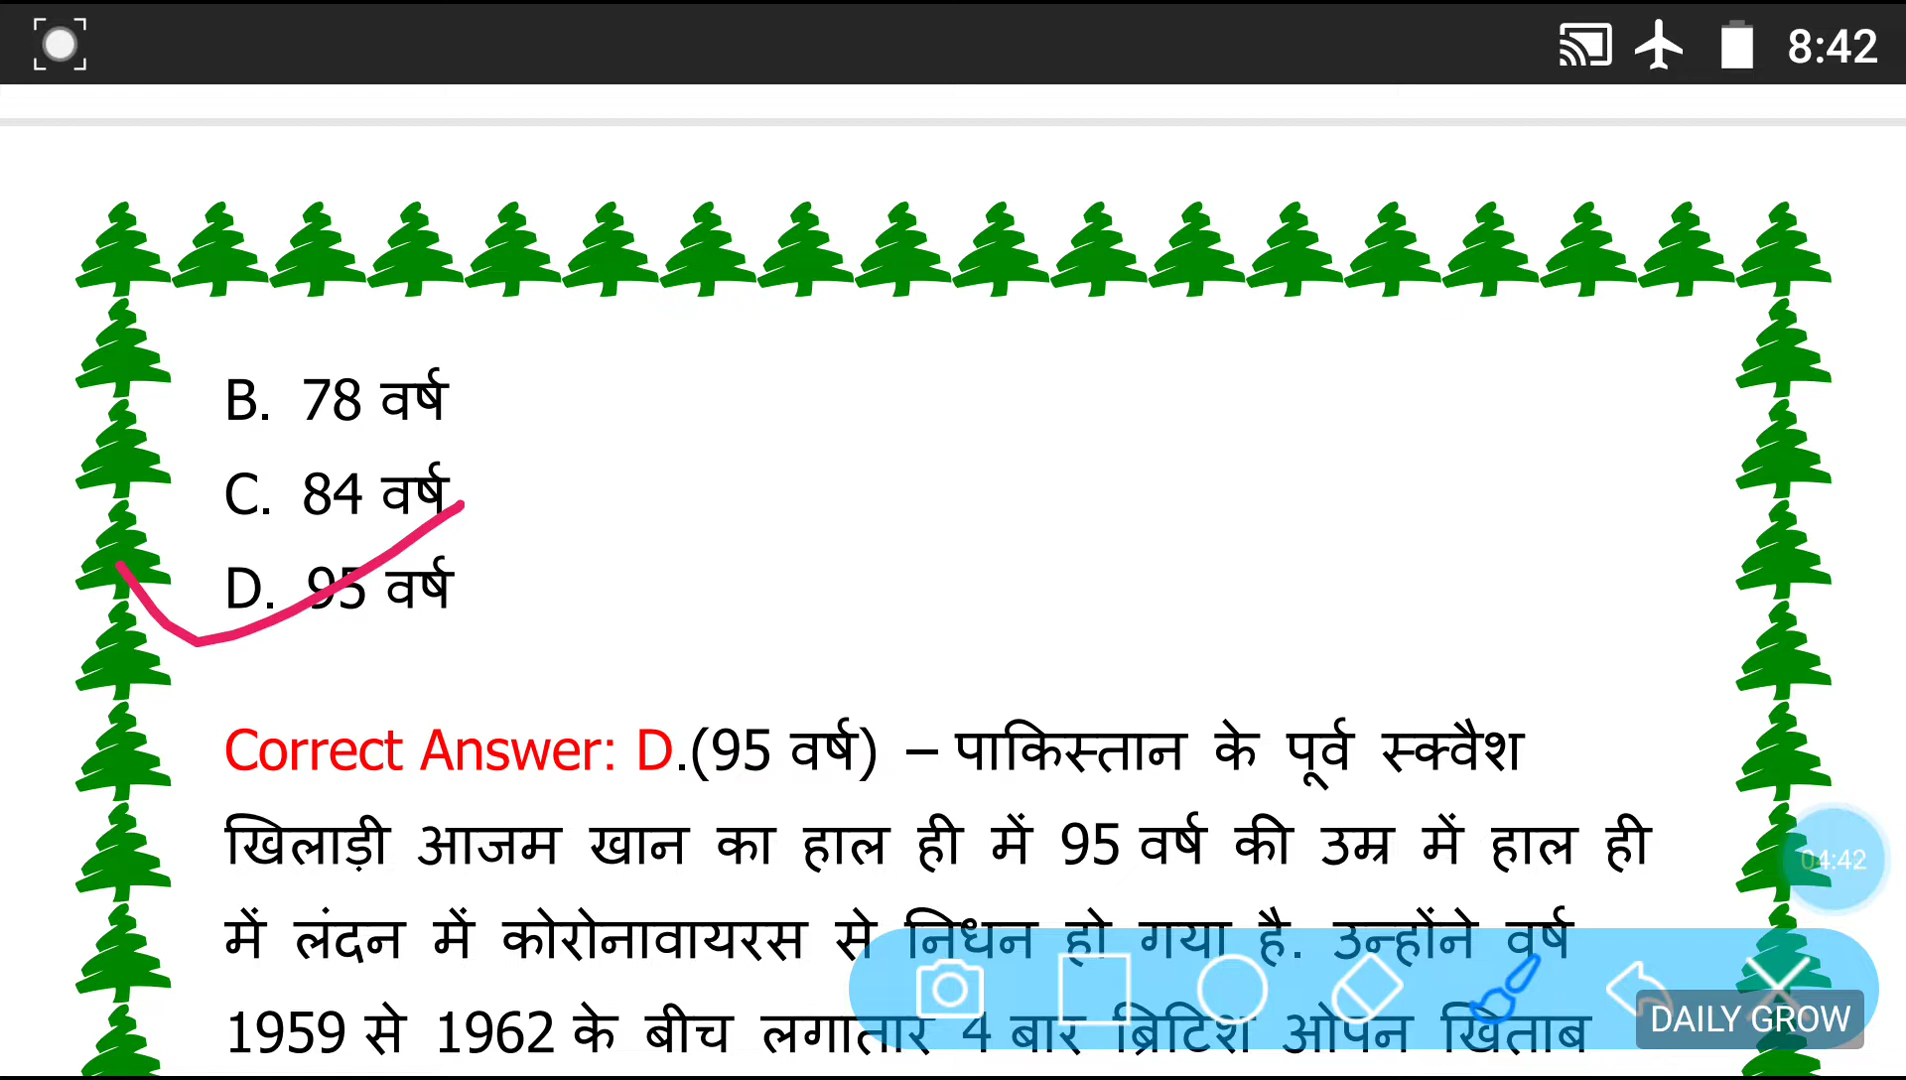 8:42
B. 78 वर्ष
C. 84 वर्ष
D. 95 वर्ष
Correct Answer: D.(95 वर्ष) – पाकिस्तान के पूर्व स्क्वैश
खिलाड़ी आजम खान का हाल ही में 95 वर्ष की उम्र में हाल ही
04:42
में लंदन में कोरोनावायरस से निधन हो गया है. उन्होंने वर्ष
1959 से 1962 के बीच लगातार 4 बार ब्रिटिश ओपन खिताब
DAILY GROW